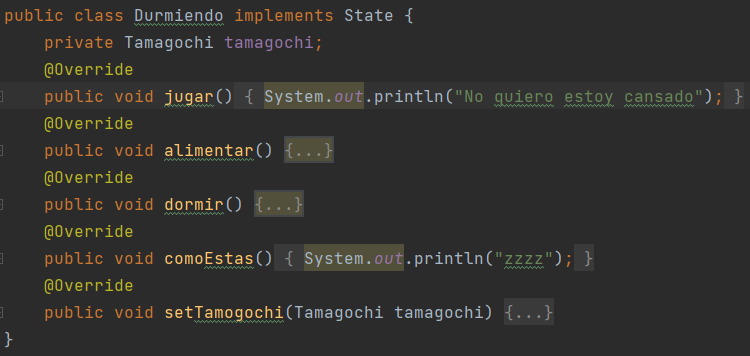 public class Durmiendo implements State {
private Tamagochi tamagochi;
@Override
public void jugar() { System.out.println("No quiero estoy cansado"); }
@Override
public void alimentar() {...}
@Override
public void dormir() {...}
@Override
public void comoEstas() { System.out.println("zzzz"); }
@Override
public void setTamogochi(Tamagochi tamagochi) {...}
}